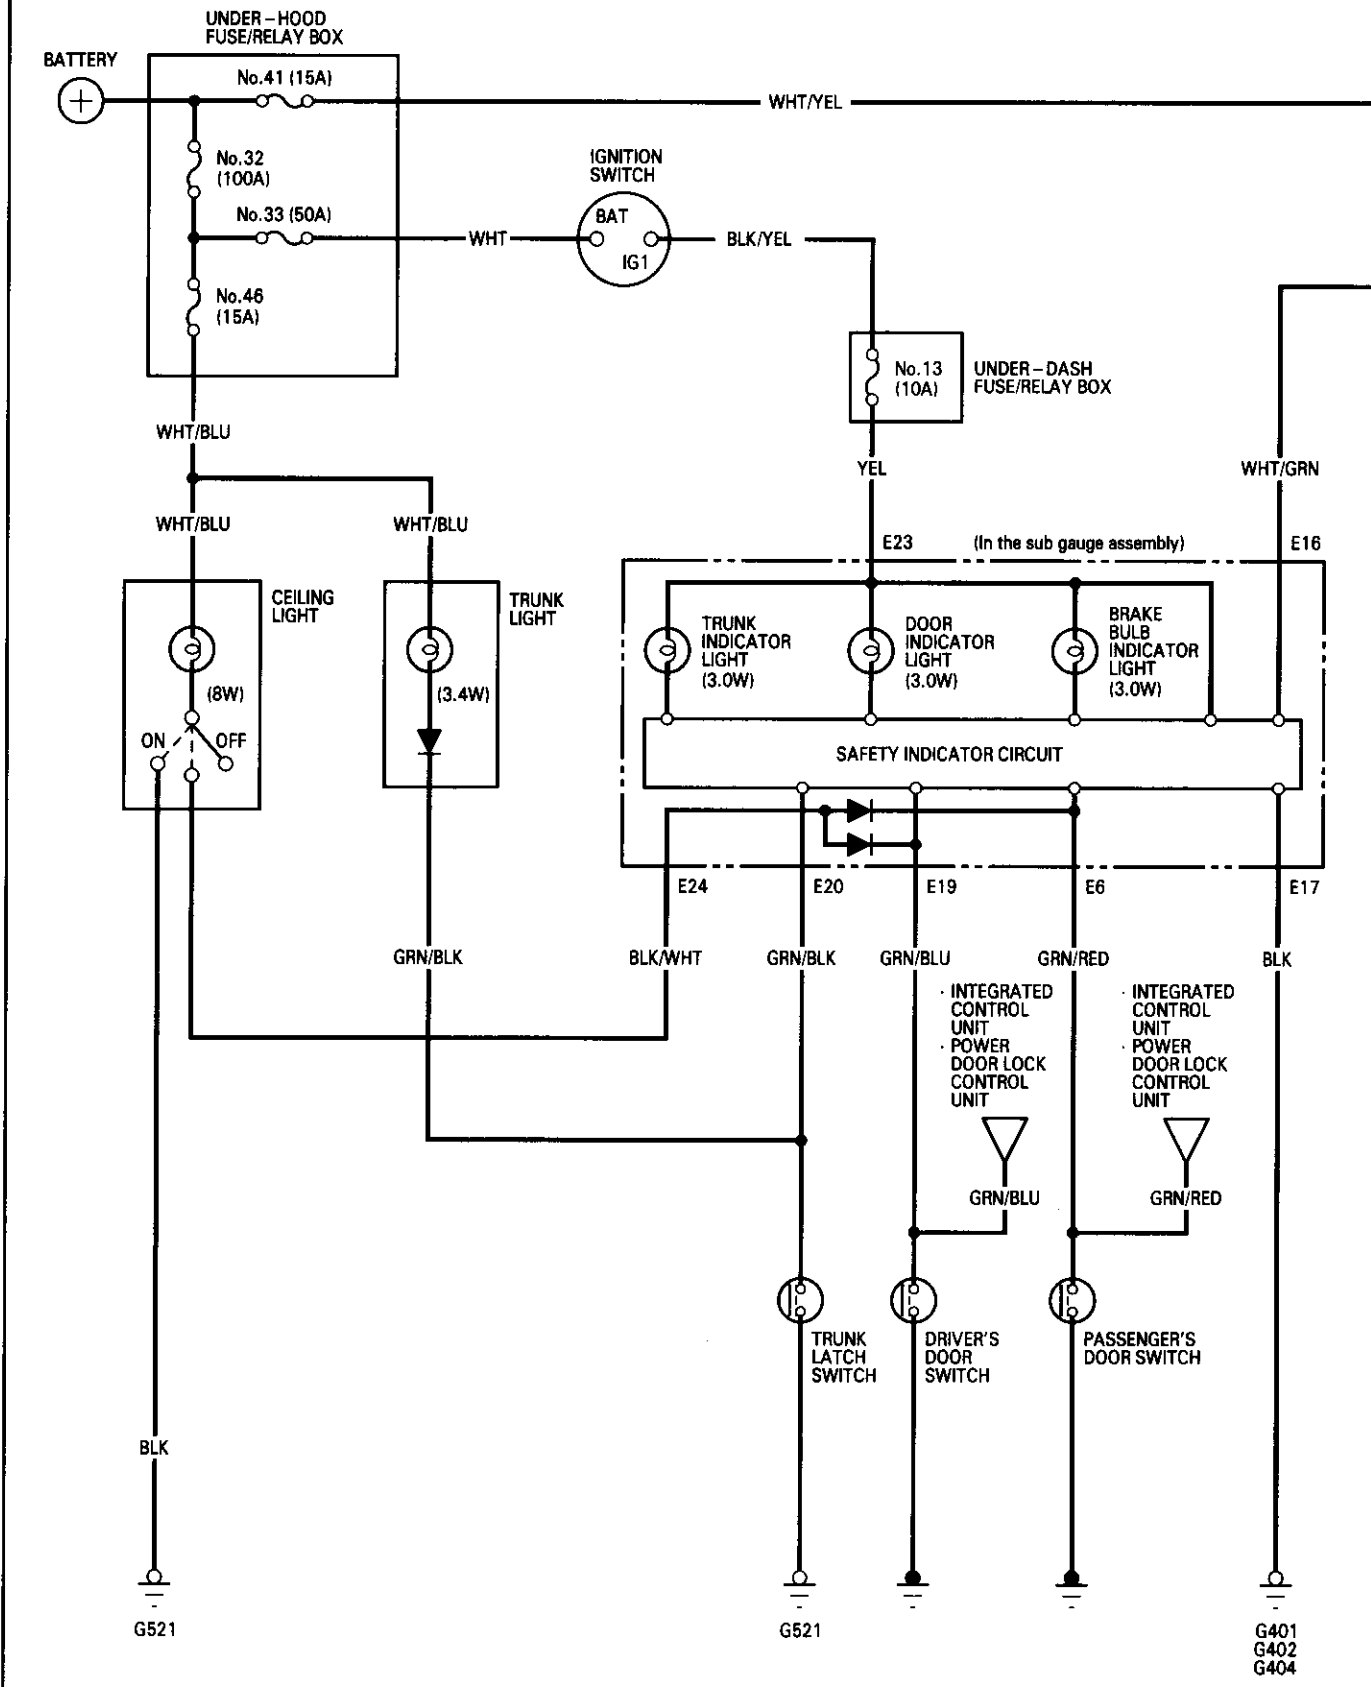 UNDER-HOOD
FUSE/RELAY BOX
BATTERY
No.41 (15A)
WHT/YEL
No.32
(100A)
IGNITION
SWITCH
No.33 (50A)
WHT
BAT
IG1
BLK/YEL
No.46
(15A)
No.13
(10A)
UNDER-DASH
FUSE/RELAY BOX
WHT/BLU
YEL
WHT/GRN
WHT/BLU
WHT/BLU
E23
(In the sub gauge assembly)
E16
CEILING
LIGHT
TRUNK
LIGHT
TRUNK
INDICATOR
LIGHT
(3.0W)
DOOR
INDICATOR
LIGHT
(3.0W)
BRAKE
BULB
INDICATOR
LIGHT
(3.0W)
(8W)
(3.4W)
ON
OFF
SAFETY INDICATOR CIRCUIT
E24
E20
E19
E6
E17
GRN/BLK
BLK/WHT
GRN/BLK
GRN/BLU
GRN/RED
BLK
· INTEGRATED
CONTROL
UNIT
· POWER
DOOR LOCK
CONTROL
UNIT
· INTEGRATED
CONTROL
UNIT
· POWER
DOOR LOCK
CONTROL
UNIT
GRN/BLU
GRN/RED
TRUNK
LATCH
SWITCH
DRIVER'S
DOOR
SWITCH
PASSENGER'S
DOOR SWITCH
BLK
G521
G521
G401
G402
G404